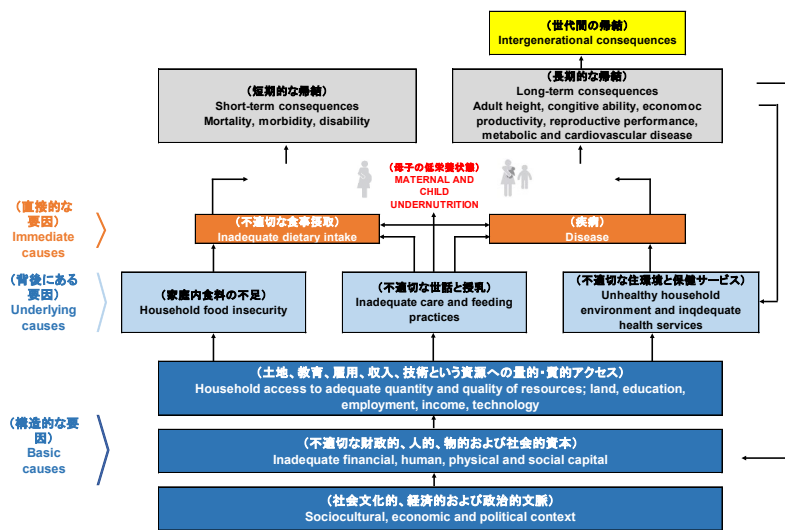 （世代間の帰結）
Intergenerational consequences
（短期的な帰結）
Short-term consequences
Mortality, morbidity, disability
（長期的な帰結）
Long-term consequences
Adult height, congitive ability, economoc
productivity, reproductive performance,
metabolic and cardiovascular disease
（母子の低栄養状態）
MATERNAL AND
CHILD
UNDERNUTRITION
（直接的な
要因）
Immediate
causes
（不適切な食事摂取）
Inadequate dietary intake
（疾病）
Disease
（背後にある
要因）
Underlying
causes
（家庭内食料の不足）
Household food insecurity
（不適切な世話と授乳）
Inadequate care and feeding
practices
（不適切な住環境と保健サービス）
Unhealthy household
environment and inqdequate
health services
（土地、教育、雇用、収入、技術という資源への量的・質的アクセス）
Household access to adequate quantity and quality of resources; land, education,
employment, income, technology
（構造的な要
因）
Basic
causes
（不適切な財政的、人的、物的および社会的資本）
Inadequate financial, human, physical and social capital
（社会文化的、経済的および政治的文脈）
Sociocultural, economic and political context